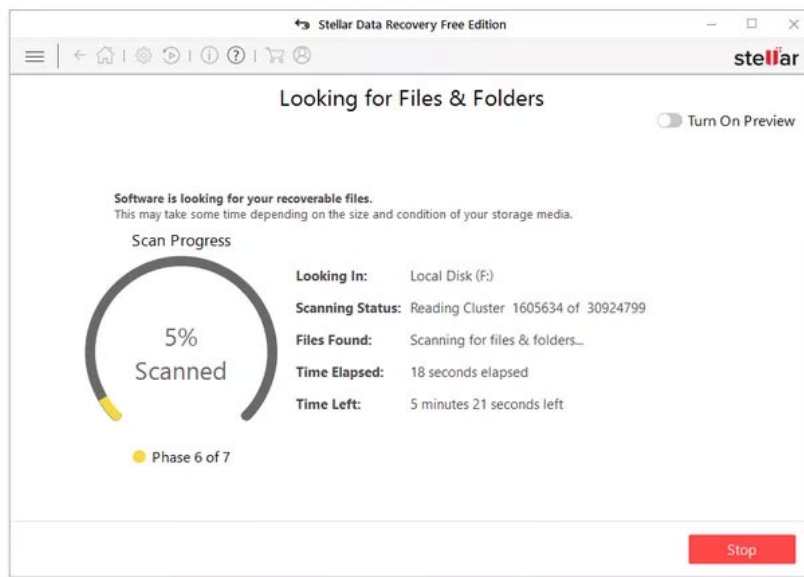 Stellar Data Recovery Free Edition
stellar
Looking for Files & Folders
Turn On Preview
Software is looking for your recoverable files.
This may take some time depending on the size and condition of your storage media.
Scan Progress
5%
Scanned
Phase 6 of 7
Looking In: Local Disk (F:)
Scanning Status: Reading Cluster 1605634 of 30924799
Files Found: Scanning for files & folders...
Time Elapsed: 18 seconds elapsed
Time Left: 5 minutes 21 seconds left
Stop